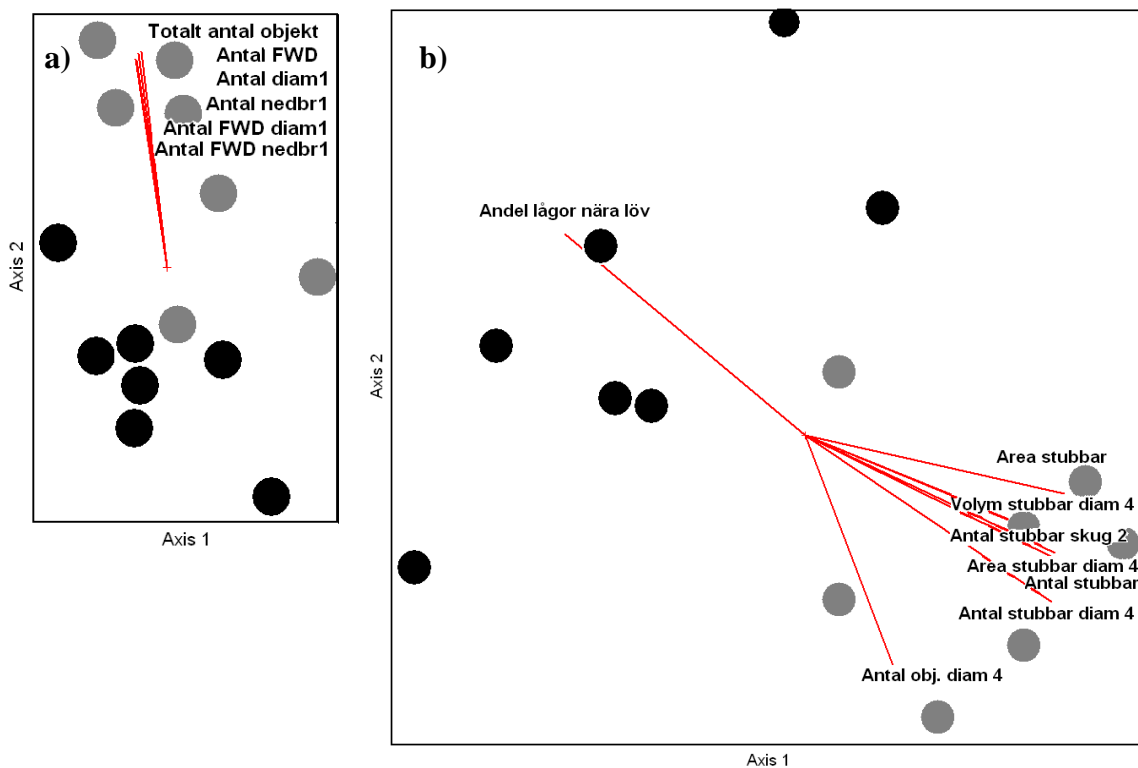 a)
Totalt antal objekt
Antal FWD
Antal diam1
Antal nedbr1
Antal FWD diam1
Antal FWD nedbr1
Axis 2
Axis 1
b)
Andel lågor nära löv
Area stubbar
Volym stubbar diam 4
Antal stubbar skug 2
Area stubbar diam 4
Antal stubbar
Antal stubbar diam 4
Antal obj. diam 4
Axis 2
Axis 1